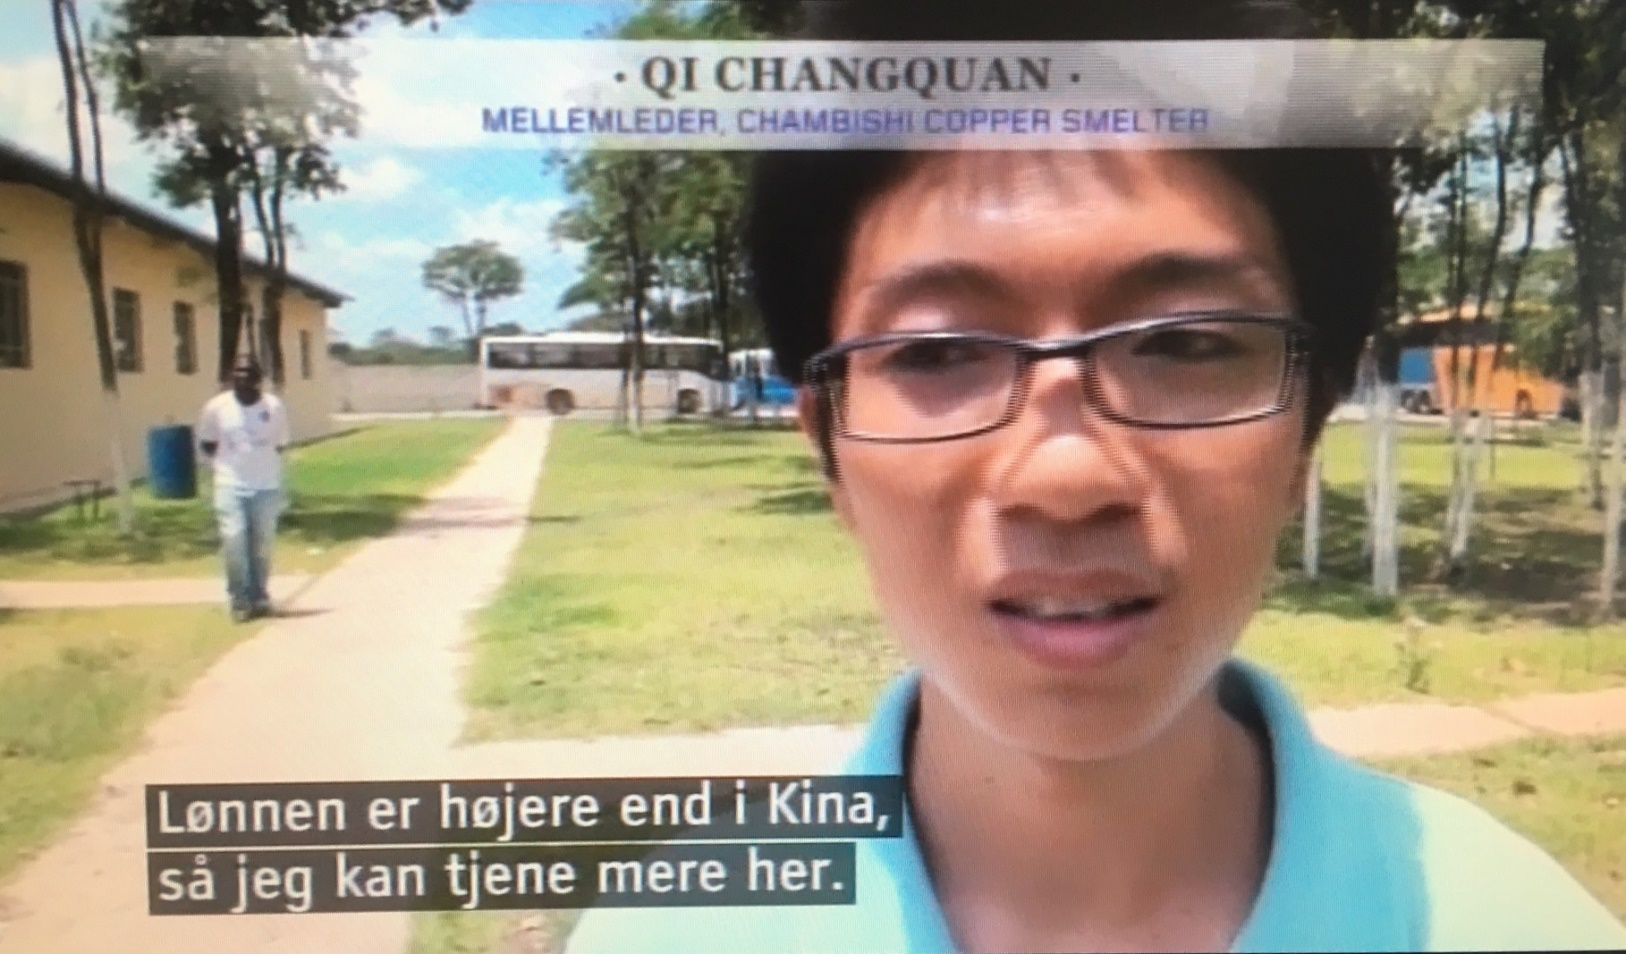 · QI CHANGQUAN ·
MELLEMLEDER, CHAMBISHI COPPER SMELTER
Lønnen er højere end i Kina,
så jeg kan tjene mere her.